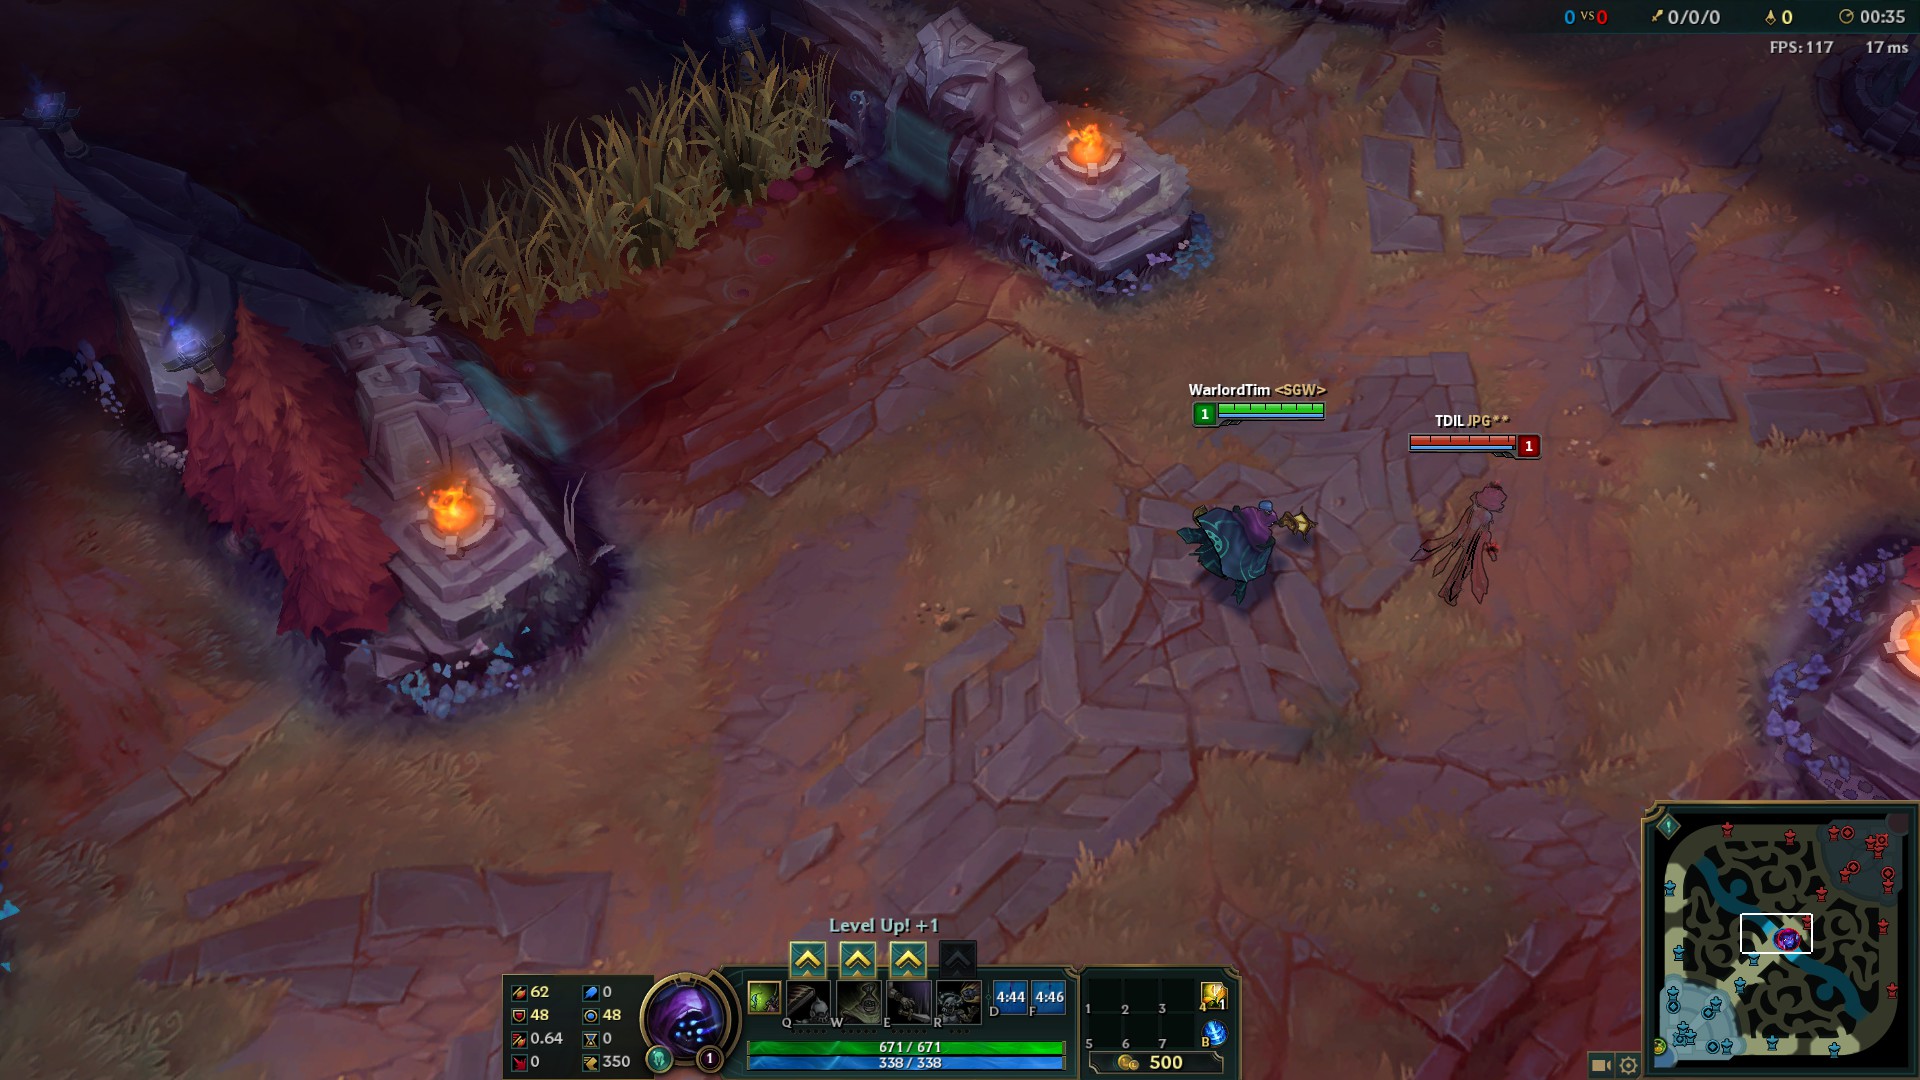 0 vs 0 0/0/0 0 00:35
FPS: 117 17 ms
WarlordTim <SGW>
1
TDIL JPG**
1
Level Up! +1
62 0
48 48
0.64 0
0 350
1
Q W E R
4:44 4:46
D F
671 / 671
338 / 338
1 2 3 4 1
5 6 7 B
500